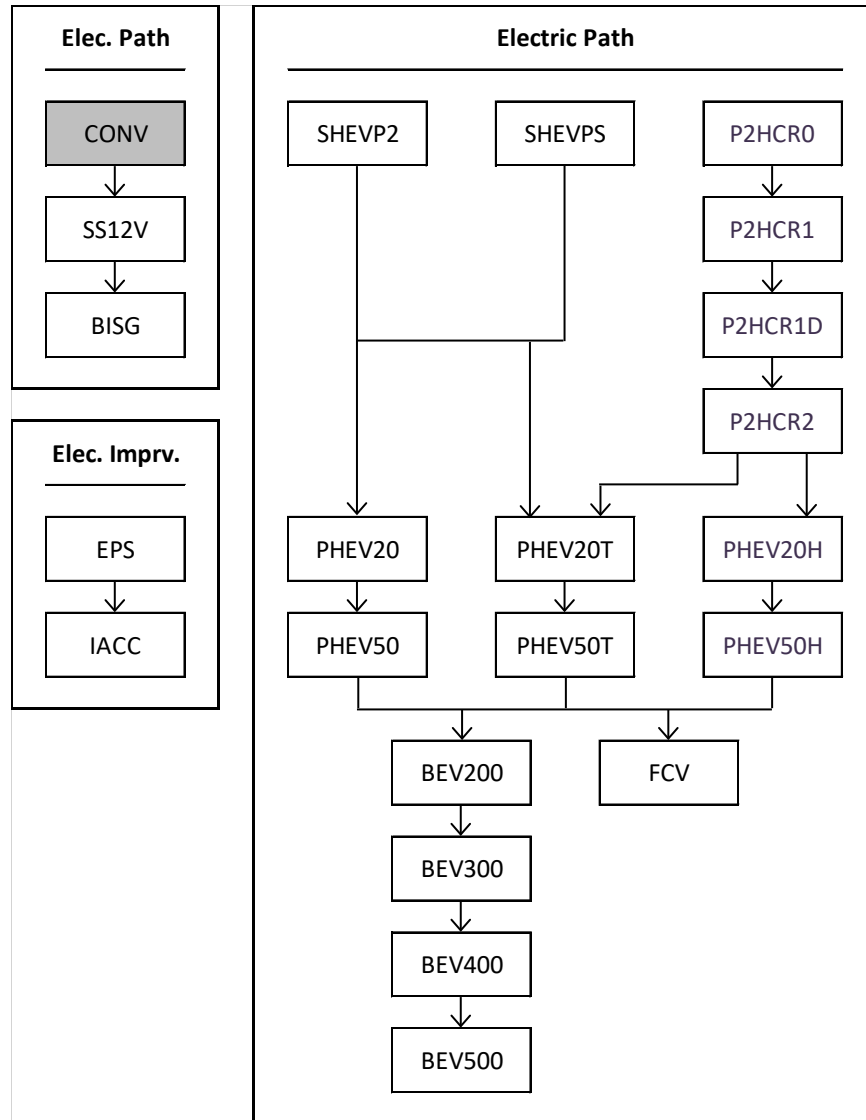 Elec. Path
CONV
SS12V
BISG
Elec. Imprv.
EPS
IACC
Electric Path
SHEVP2 SHEVPS P2HCR0
P2HCR1
P2HCR1D
P2HCR2
PHEV20 PHEV20T PHEV20H
PHEV50 PHEV50T PHEV50H
BEV200 FCV
BEV300
BEV400
BEV500